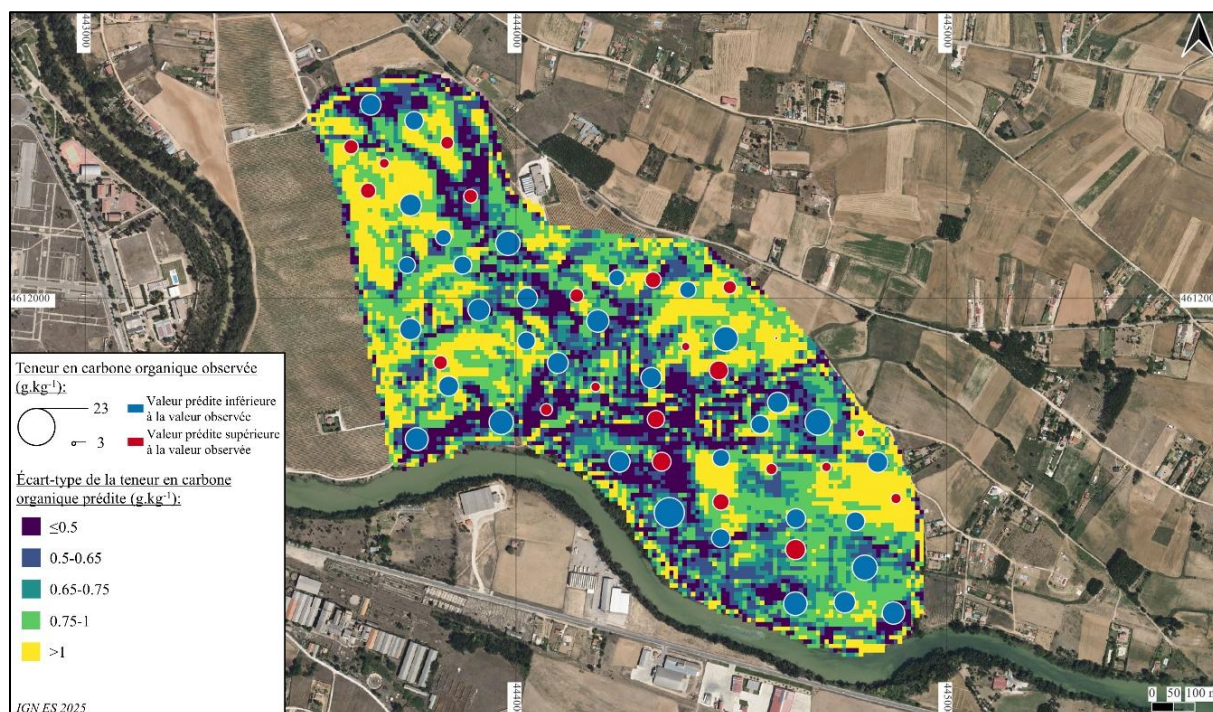 443000
444000
445000
4612000
4612000
Teneur en carbone organique observée
(g.kg⁻¹):
23
3
Valeur prédite inférieure
à la valeur observée
Valeur prédite supérieure
à la valeur observée
Écart-type de la teneur en carbone
organique prédite (g.kg⁻¹):
≤0.5
0.5-0.65
0.65-0.75
0.75-1
>1
IGN ES 2025
444000
445000
0 50 100 m